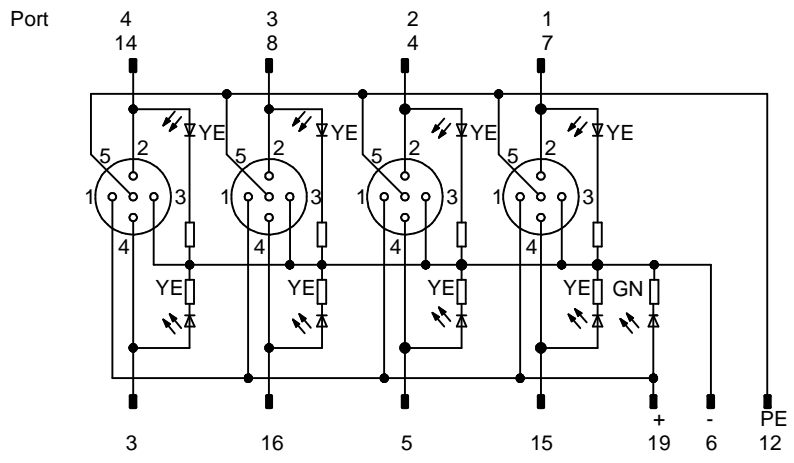 Port 4 3 2 1
14 8 4 7
YE YE YE YE
5 2 5 2 5 2 5 2
1 3 1 3 1 3 1 3
4 4 4 4
YE YE YE YE GN
+ - PE
3 16 5 15 19 6 12